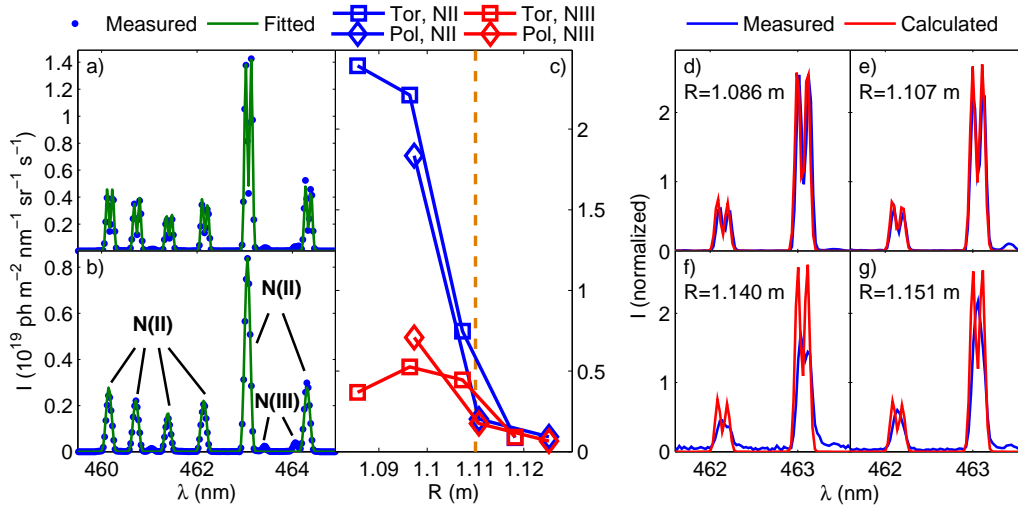 Measured Fitted
Tor, NII Tor, NIII
Pol, NII Pol, NIII
Measured Calculated
a)
1.4
1.2
1
0.8
0.6
0.4
0.2
0
b)
0.8
0.6
0.4
0.2
0
N(II)
N(II)
N(III)
460 462 464
λ (nm)
I (10¹⁹ ph m⁻² nm⁻¹ sr⁻¹ s⁻¹)
c)
2
1.5
1
0.5
0
1.09 1.1 1.11 1.12
R (m)
d)
R=1.086 m
e)
R=1.107 m
f)
R=1.140 m
g)
R=1.151 m
2
0
2
0
I (normalized)
462 463 462 463
λ (nm)